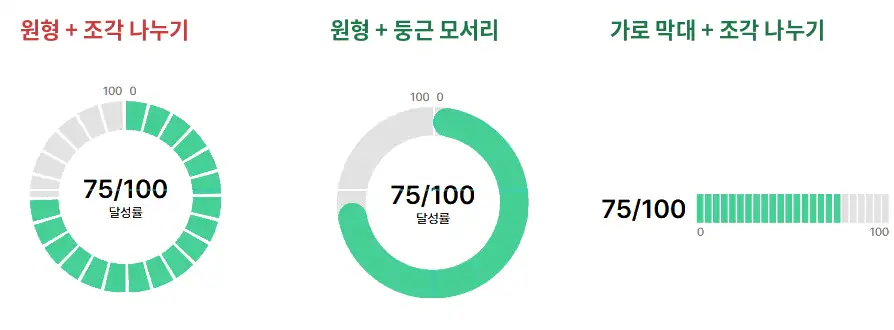 원형 + 조각 나누기
원형 + 둥근 모서리
가로 막대 + 조각 나누기
100 0
75/100
달성률
100 0
75/100
달성률
75/100
0 100